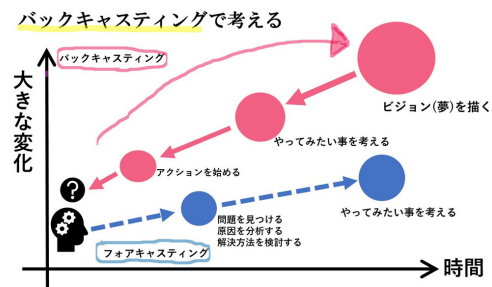 バックキャスティングで考える
バックキャスティング
大きな変化
ビジョン(夢)を描く
やってみたい事を考える
アクションを始める
?
問題を見つける
原因を分析する
解決方法を検討する
やってみたい事を考える
フォアキャスティング
時間